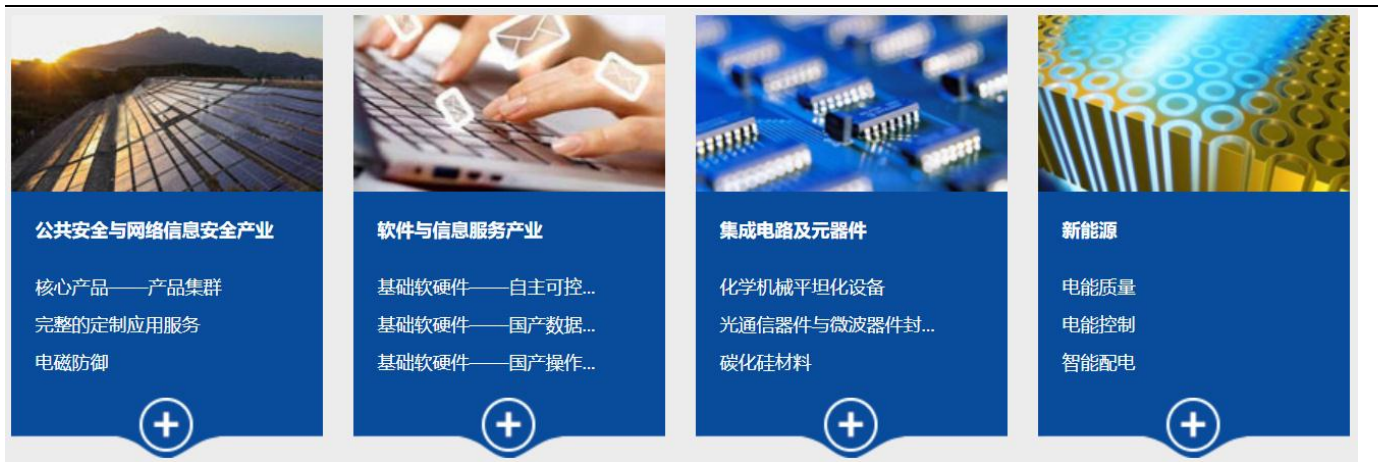 公共安全与网络信息安全产业
核心产品——产品集群
完整的定制应用服务
电磁防御
软件与信息服务产业
基础软硬件——自主可控...
基础软硬件——国产数据...
基础软硬件——国产操作...
集成电路及元器件
化学机械平坦化设备
光通信器件与微波器件封...
碳化硅材料
新能源
电能质量
电能控制
智能配电